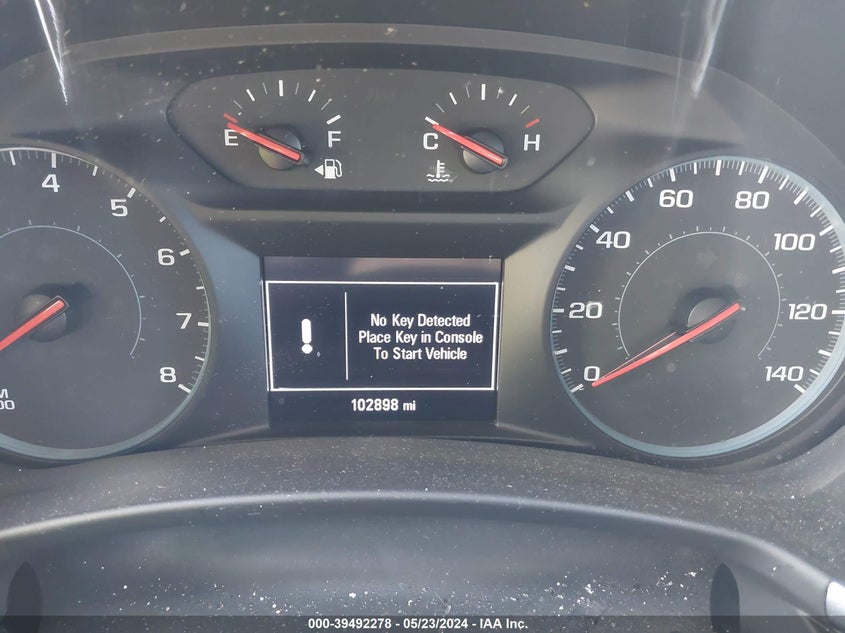 E F
C H
4
5
6
7
8
0 20 40 60 80 100 120 140
No Key Detected
Place Key in Console
To Start Vehicle
102898 mi
000-39492278 - 05/23/2024 - IAA Inc.